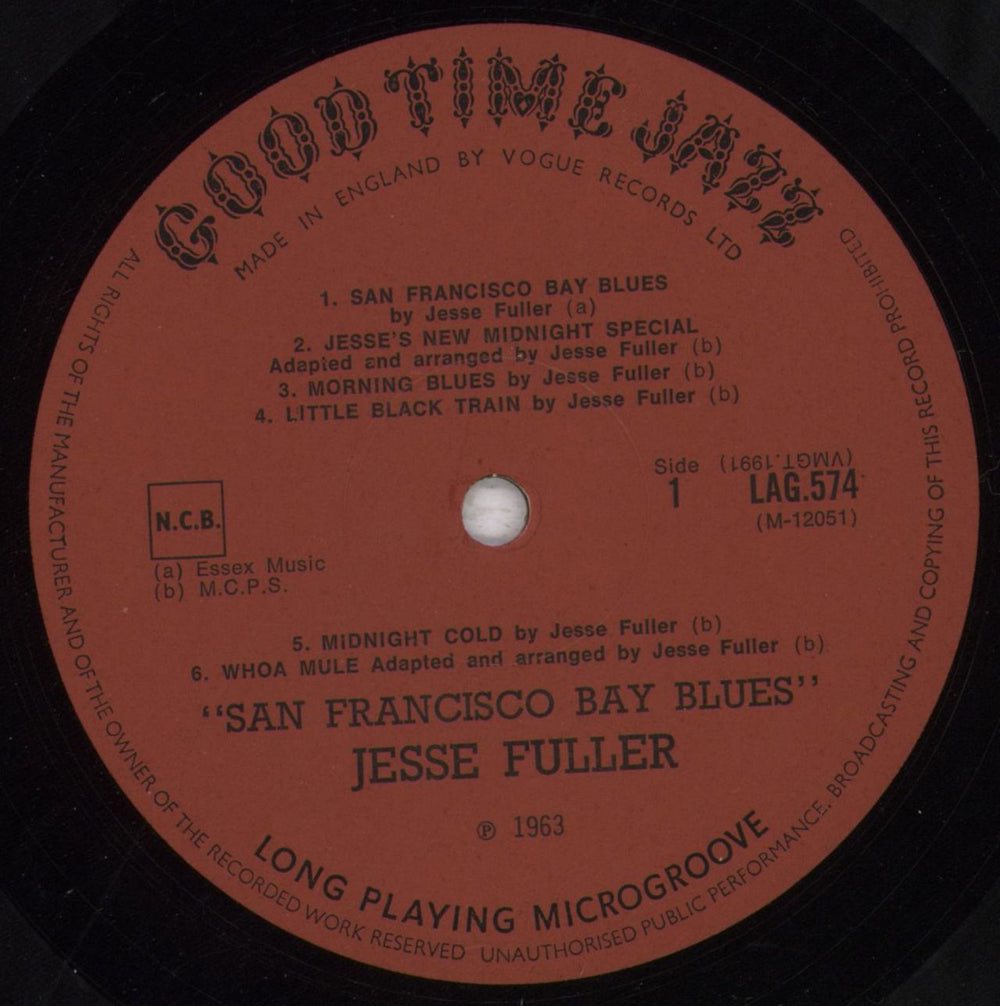 GOOD TIME JAZZ
MADE IN ENGLAND BY VOGUE RECORDS LTD
1. SAN FRANCISCO BAY BLUES
by Jesse Fuller (a)
2. JESSE'S NEW MIDNIGHT SPECIAL
Adapted and arranged by Jesse Fuller (b)
3. MORNING BLUES by Jesse Fuller (b)
4. LITTLE BLACK TRAIN by Jesse Fuller (b)
Side
1
(VMGT.1991)
LAG.574
(M-12051)
N.C.B.
(a) Essex Music
(b) M.C.P.S.
5. MIDNIGHT COLD by Jesse Fuller (b)
6. WHOA MULE Adapted and arranged by Jesse Fuller (b)
"SAN FRANCISCO BAY BLUES"
JESSE FULLER
℗ 1963
LONG PLAYING MICROGROOVE
ALL RIGHTS OF THE MANUFACTURER AND OF THE OWNER OF THE RECORDED WORK RESERVED UNAUTHORISED PUBLIC PERFORMANCE. BROADCASTING AND COPYING OF THIS RECORD PROHIBITED